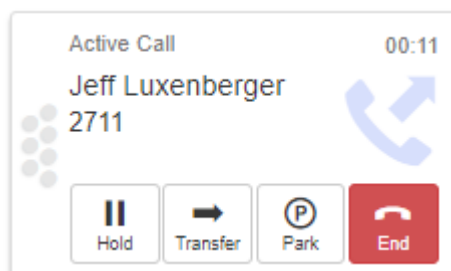 Active Call 00:11
Jeff Luxenberger
2711
Hold Transfer P Park End